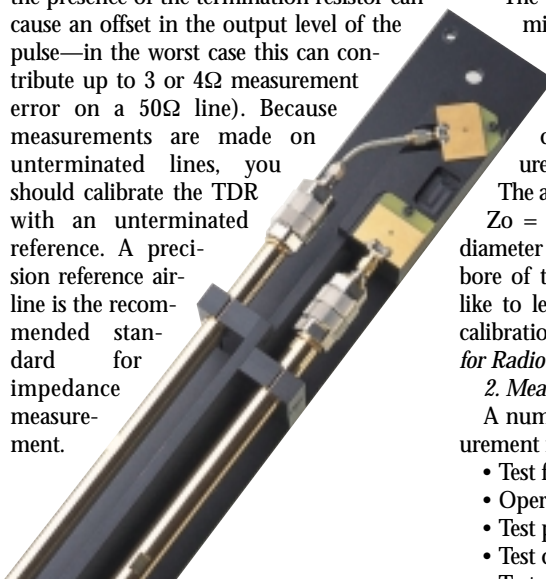 the presence of the termination resistor can
cause an offset in the output level of the
pulse—in the worst case this can con-
tribute up to 3 or 4Ω measurement
error on a 50Ω line). Because
measurements are made on
unterminated lines, you
should calibrate the TDR
with an unterminated
reference. A preci-
sion reference air-
line is the recom-
mended stan-
dard for
impedance
measure-
ment.
The
mi
ure
The a
Zo =
diameter
bore of t
like to le
calibratio
for Radio
2. Mea
A num
urement
• Test f
• Oper
• Test p
• Test c